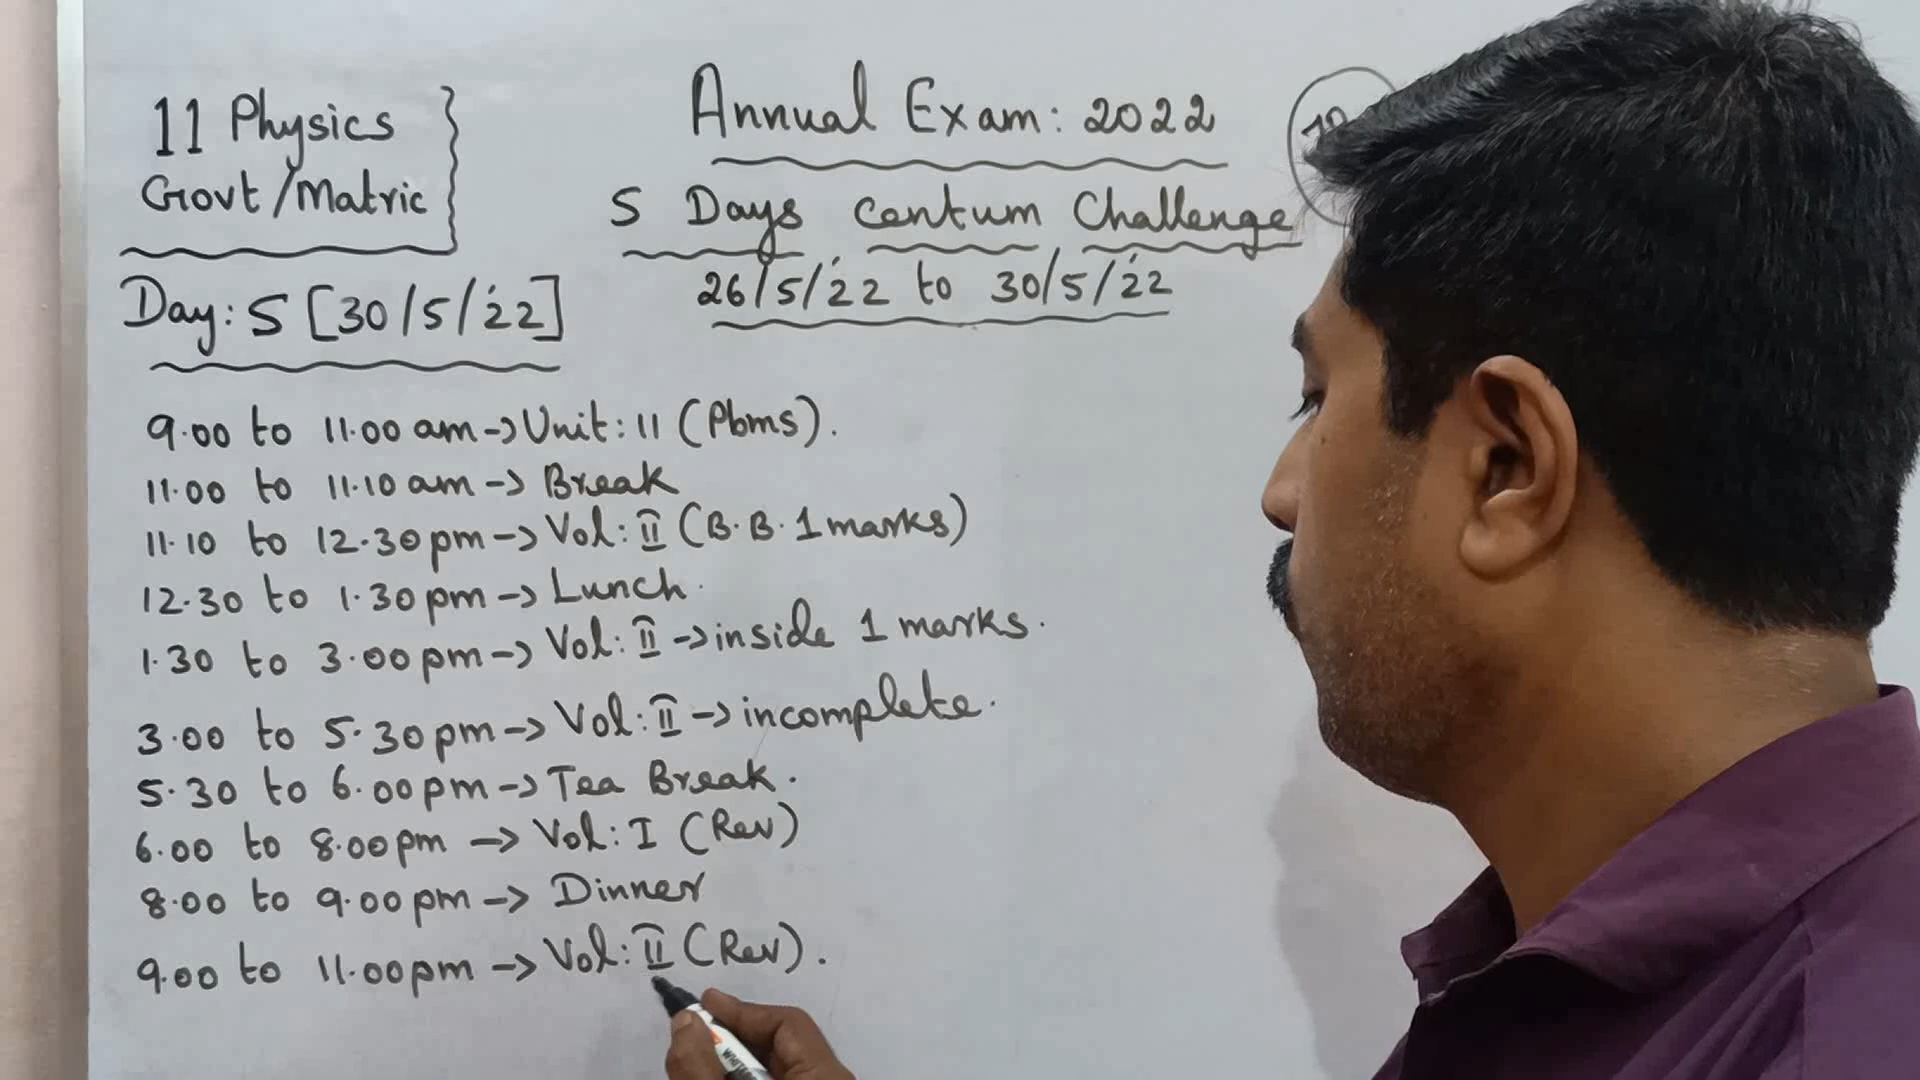 11 Physics
Govt/Matric
Annual Exam: 2022
5 Days centum Challenge
26/5/'22 to 30/5/'22
Day: 5 [30/5/'22]
9.00 to 11.00 am -> Unit: 11 (Pbms).
11.00 to 11.10 am -> Break
11.10 to 12.30 pm -> Vol: II (B.B. 1 marks)
12.30 to 1.30 pm -> Lunch.
1.30 to 3.00 pm -> Vol: II -> inside 1 marks.
3.00 to 5.30 pm -> Vol: II -> incomplete.
5.30 to 6.00 pm -> Tea Break.
6.00 to 8.00 pm -> Vol: I (Rev)
8.00 to 9.00 pm -> Dinner
9.00 to 11.00 pm -> Vol: II (Rev).